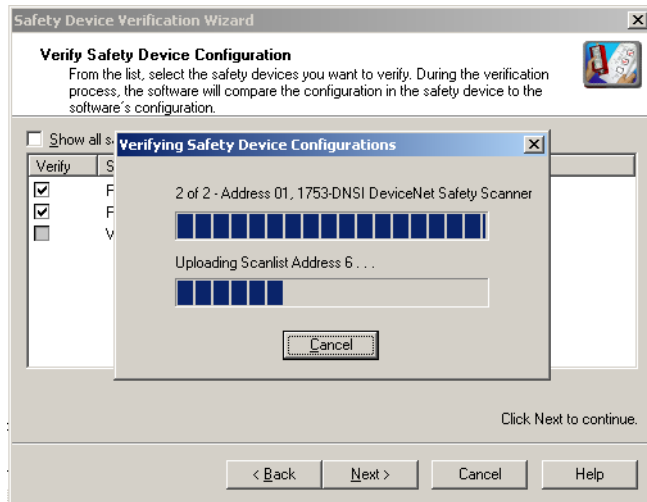 Safety Device Verification Wizard
Verify Safety Device Configuration
From the list, select the safety devices you want to verify. During the verification
process, the software will compare the configuration in the safety device to the
software´s configuration.
Show all s
Verifying Safety Device Configurations
Verify S
F
F
V
2 of 2 - Address 01, 1753-DNSI DeviceNet Safety Scanner
Uploading Scanlist Address 6 . . .
Cancel
Click Next to continue.
< Back Next > Cancel Help